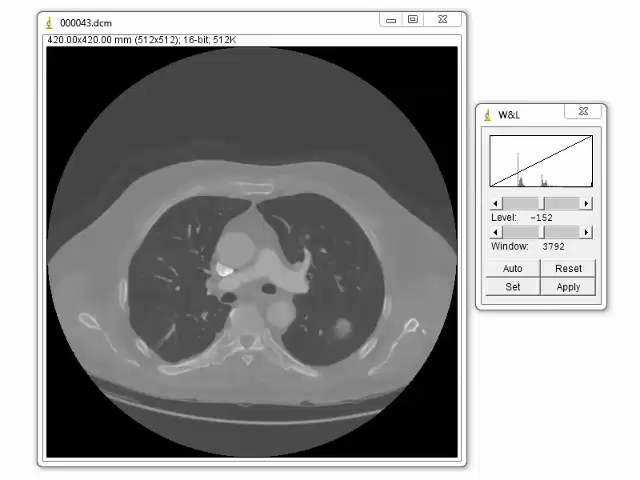 000043.dcm
420.00x420.00 mm (512x512); 16-bit; 512K
W&L
Level: -152
Window: 3792
Auto Reset
Set Apply